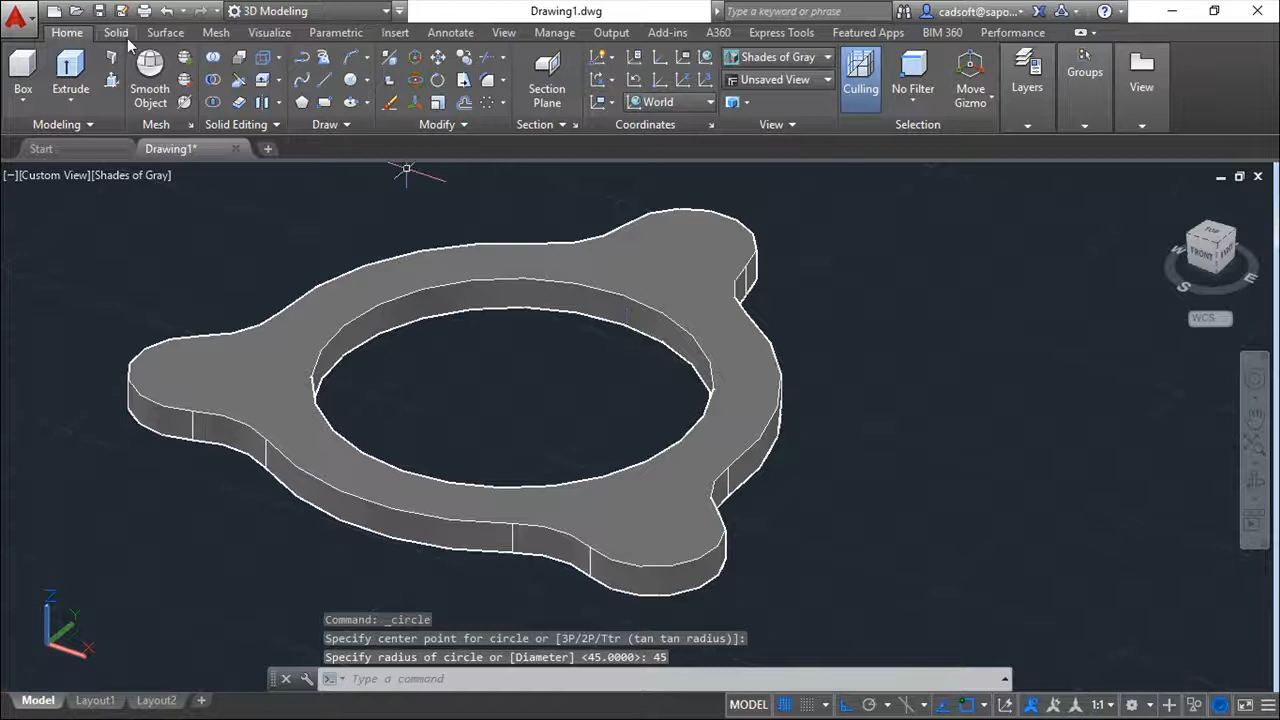 3D Modeling
Drawing1.dwg
Type a keyword or phrase
cadsoft@sapo...
Home Solid Surface Mesh Visualize Parametric Insert Annotate View Manage Output Add-ins A360 Express Tools Featured Apps BIM 360 Performance
Box
Extrude
Smooth
Object
Section
Plane
World
Shades of Gray
Unsaved View
Culling
No Filter
Move
Gizmo
Layers
Groups
View
Modeling
Mesh
Solid Editing
Draw
Modify
Section
Coordinates
View
Selection
Start
Drawing1*
[−][Custom View][Shades of Gray]
TOP
FRONT
W
S
E
WCS
Z
Y
X
Command: _circle
Specify center point for circle or [3P/2P/Ttr (tan tan radius)]:
Specify radius of circle or [Diameter] <45.0000>: 45
Type a command
Model Layout1 Layout2
MODEL
1:1